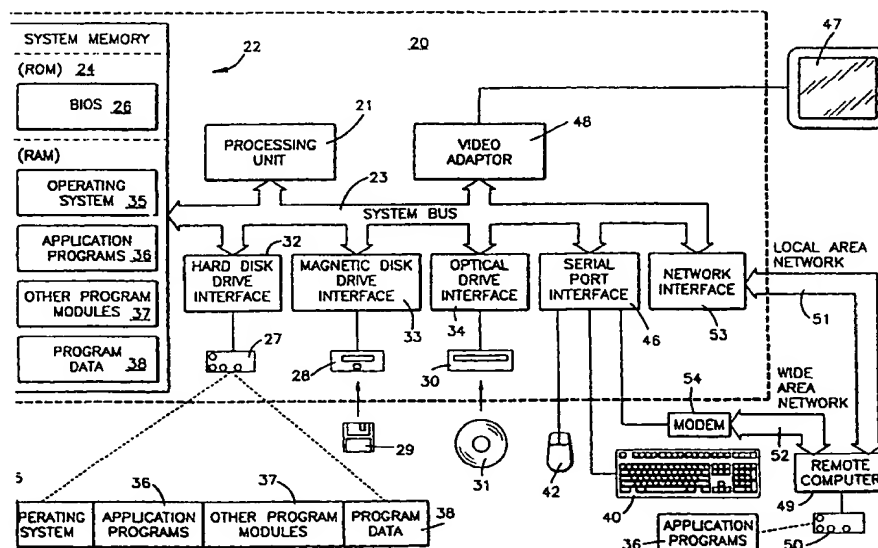 SYSTEM MEMORY
(ROM) 24
BIOS 26
(RAM)
OPERATING
SYSTEM 35
APPLICATION
PROGRAMS 36
OTHER PROGRAM
MODULES 37
PROGRAM
DATA 38
22
20
21
PROCESSING
UNIT
VIDEO
ADAPTOR
48
47
23
SYSTEM BUS
32
HARD DISK
DRIVE
INTERFACE
MAGNETIC DISK
DRIVE
INTERFACE
33
OPTICAL
DRIVE
INTERFACE
34
SERIAL
PORT
INTERFACE
46
NETWORK
INTERFACE
53
LOCAL AREA
NETWORK
51
27
28
30
29
31
42
54
MODEM
WIDE
AREA
NETWORK
52
REMOTE
COMPUTER
49
40
50
APPLICATION
PROGRAMS
36
5
PERATING
SYSTEM
36
APPLICATION
PROGRAMS
37
OTHER PROGRAM
MODULES
PROGRAM
DATA
38